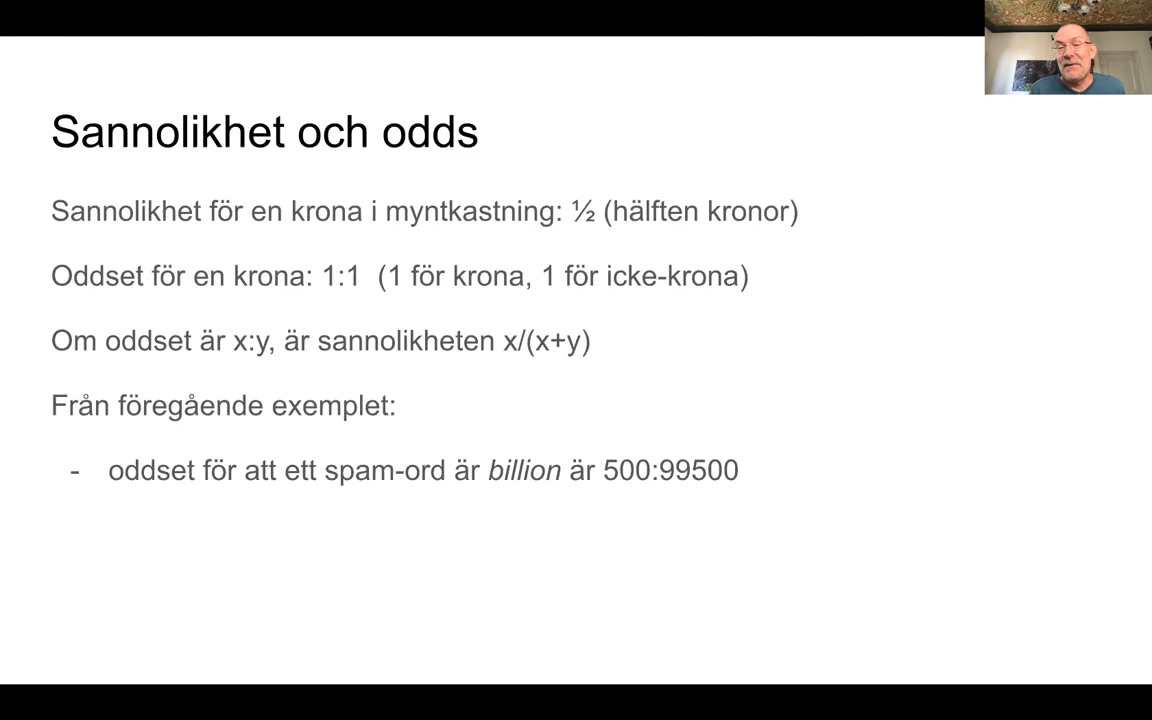 Sannolikhet och odds
Sannolikhet för en krona i myntkastning: ½ (hälften kronor)
Oddset för en krona: 1:1  (1 för krona, 1 för icke-krona)
Om oddset är x:y, är sannolikheten x/(x+y)
Från föregående exemplet:
- oddset för att ett spam-ord är billion är 500:99500